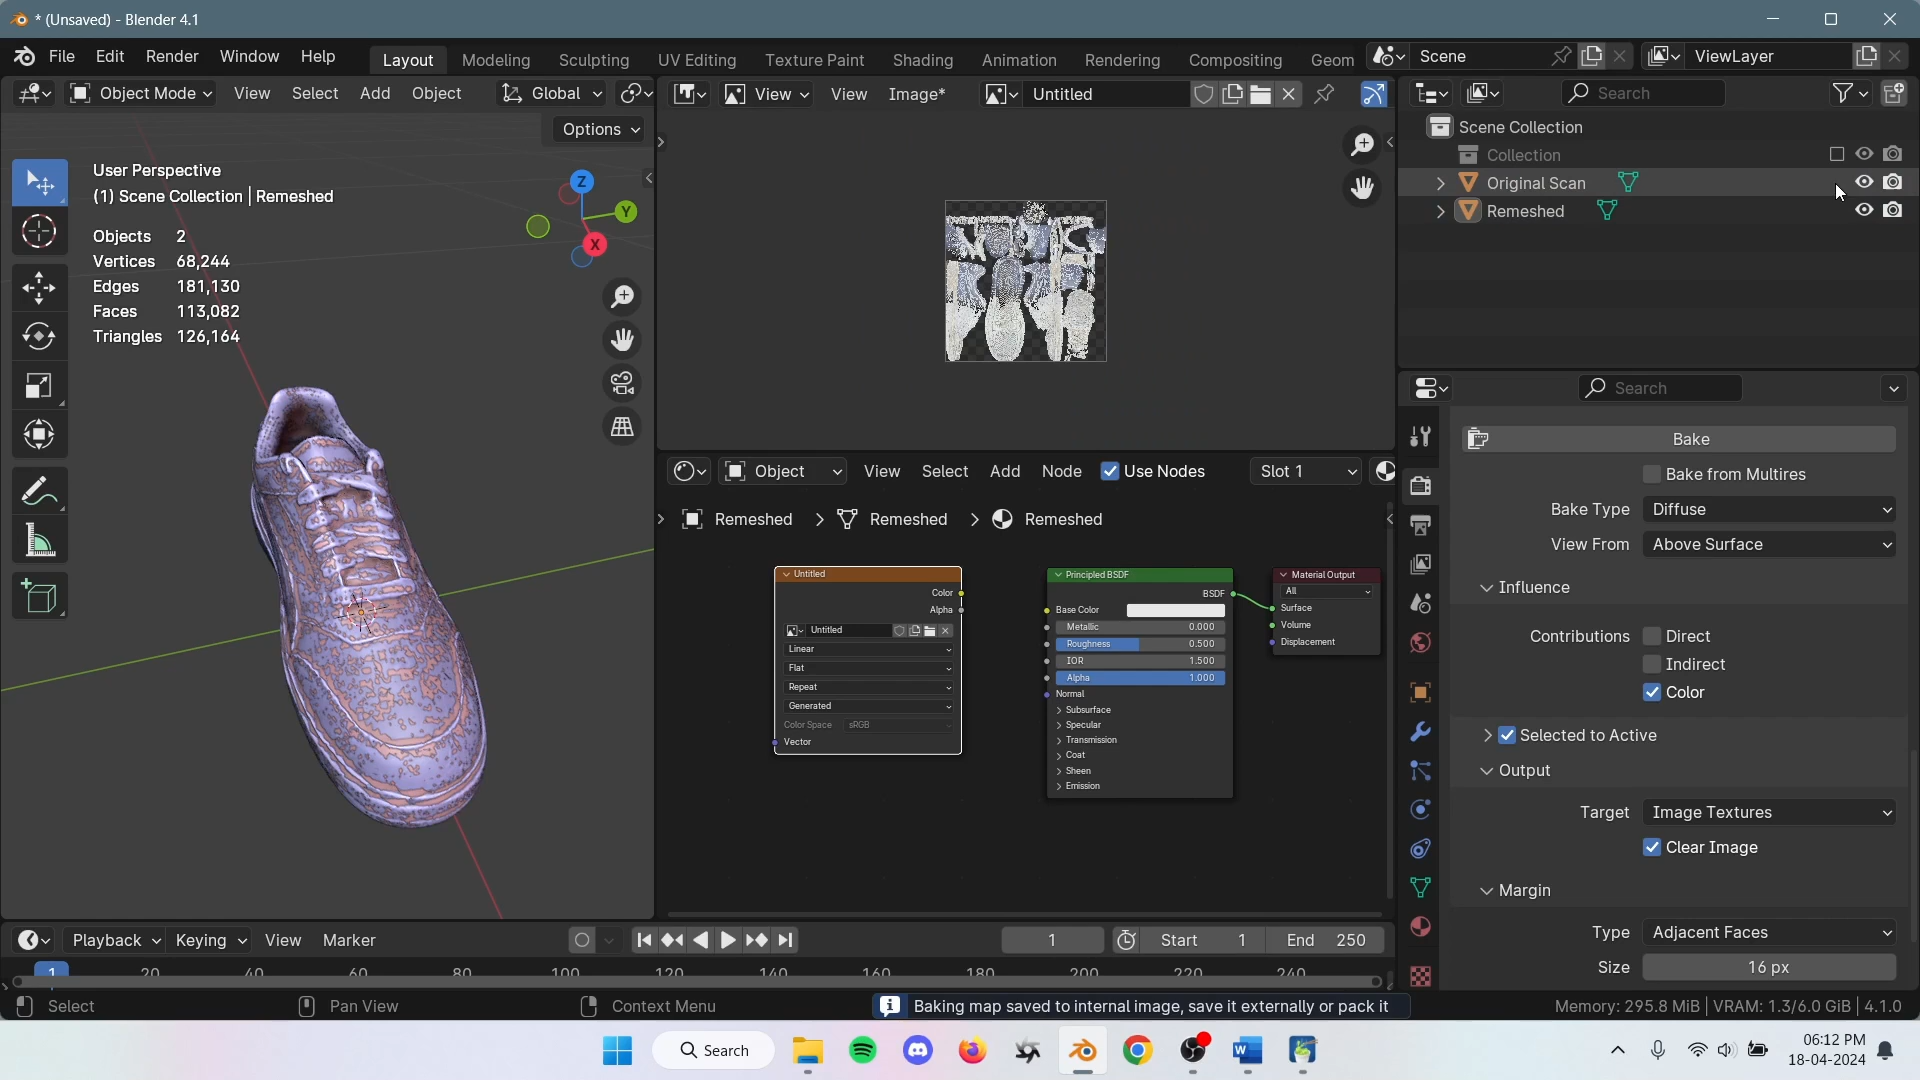 * (Unsaved) - Blender 4.1
File Edit Render Window Help Layout Modeling Sculpting UV Editing Texture Paint Shading Animation Rendering Compositing Geom Scene ViewLayer
Object Mode View Select Add Object Global
View View Image* Untitled
Search
Options
User Perspective
(1) Scene Collection | Remeshed
Objects 2
Vertices 68,244
Edges 181,130
Faces 113,082
Triangles 126,164
Z
Y
X
Scene Collection
Collection
Original Scan
Remeshed
Object View Select Add Node Use Nodes Slot 1
Remeshed > Remeshed > Remeshed
Untitled
Color
Alpha
Untitled
Linear
Flat
Repeat
Generated
Color Space sRGB
Vector
Principled BSDF
BSDF
Base Color
Metallic 0.000
Roughness 0.500
IOR 1.500
Alpha 1.000
Normal
Subsurface
Specular
Transmission
Coat
Sheen
Emission
Material Output
All
Surface
Volume
Displacement
Search
Bake
Bake from Multires
Bake Type Diffuse
View From Above Surface
Influence
Contributions Direct
Indirect
Color
Selected to Active
Output
Target Image Textures
Clear Image
Margin
Type Adjacent Faces
Size 16 px
Playback Keying View Marker 1 Start 1 End 250
1 20 40 60 80 100 120 140 160 180 200 220 240
Select Pan View Context Menu Baking map saved to internal image, save it externally or pack it Memory: 295.8 MiB | VRAM: 1.3/6.0 GiB | 4.1.0
Search
06:12 PM
18-04-2024